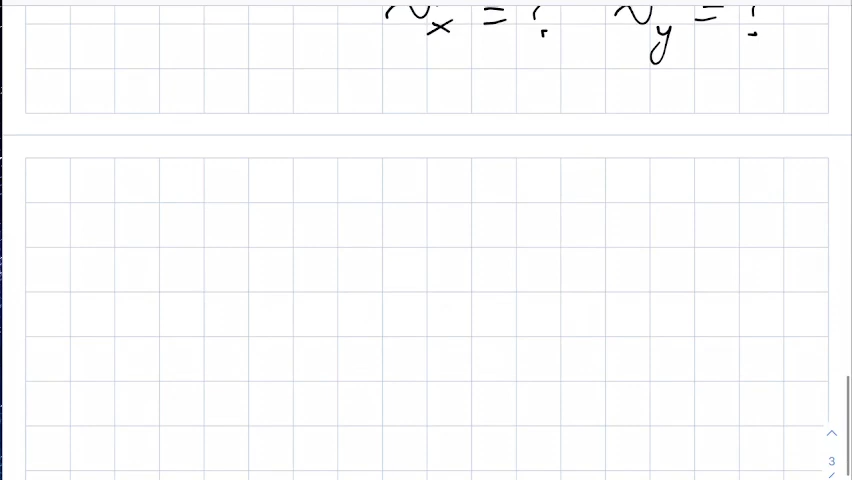 x = ? y = ?
3